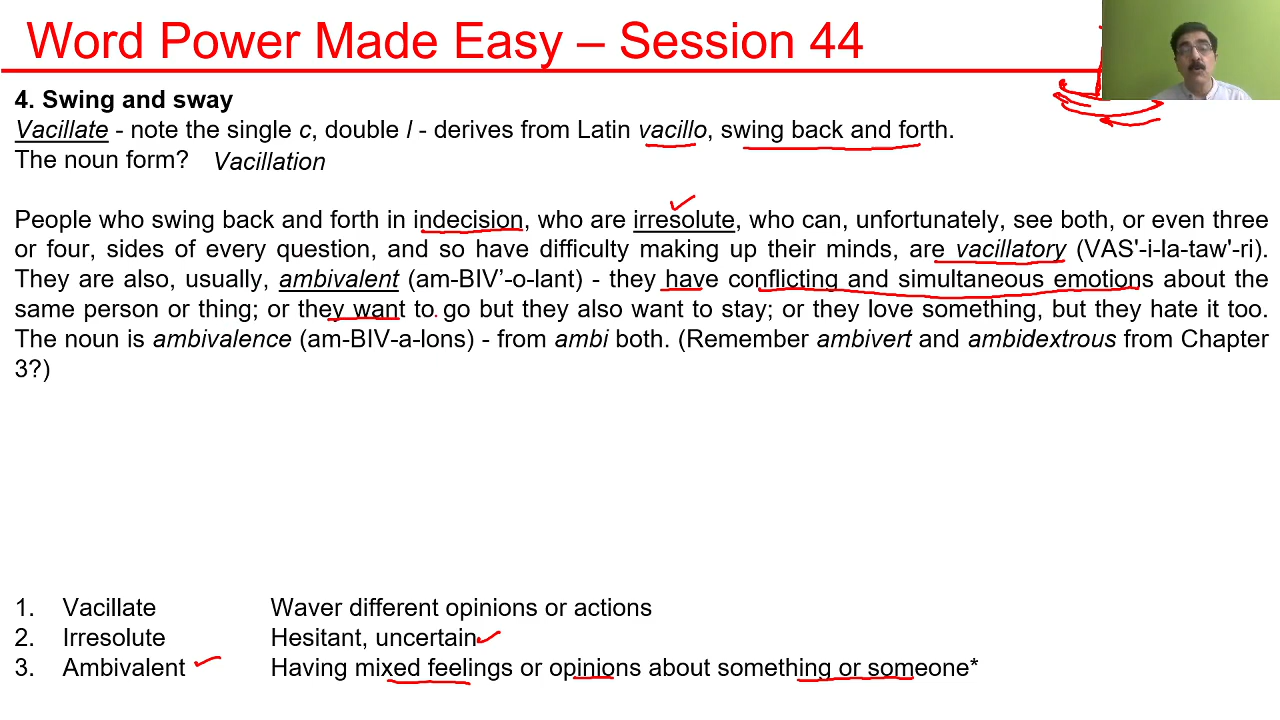 Word Power Made Easy – Session 44
4. Swing and sway
Vacillate - note the single c, double l - derives from Latin vacillo, swing back and forth.
The noun form? Vacillation
People who swing back and forth in indecision, who are irresolute, who can, unfortunately, see both, or even three
or four, sides of every question, and so have difficulty making up their minds, are vacillatory (VAS'-i-la-taw'-ri).
They are also, usually, ambivalent (am-BIV’-o-lant) - they have conflicting and simultaneous emotions about the
same person or thing; or they want to go but they also want to stay; or they love something, but they hate it too.
The noun is ambivalence (am-BIV-a-lons) - from ambi both. (Remember ambivert and ambidextrous from Chapter
3?)
1. Vacillate Waver different opinions or actions
2. Irresolute Hesitant, uncertain
3. Ambivalent Having mixed feelings or opinions about something or someone*